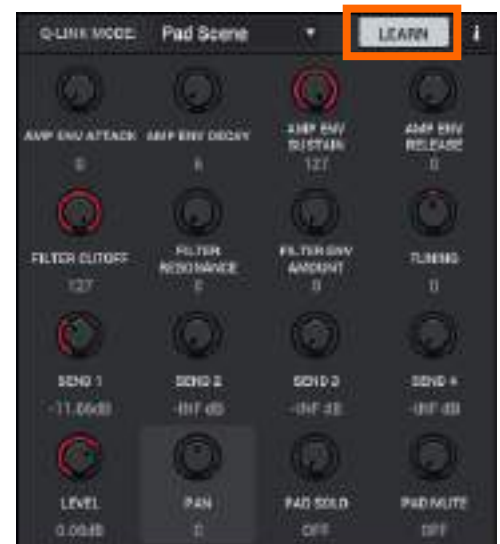 Q-LINK MODE: Pad Scene LEARN
AMP ENV ATTACK AMP ENV DECAY AMP ENV SUSTAIN AMP ENV RELEASE
0 127 0
FILTER CUTOFF FILTER RESONANCE FILTER ENV AMOUNT TUNING
127 0 0 0
SEND 1 SEND 2 SEND 3 SEND 4
-INF dB -INF dB -INF dB
LEVEL PAN PAD SOLO PAD MUTE
0.00dB 0 OFF OFF